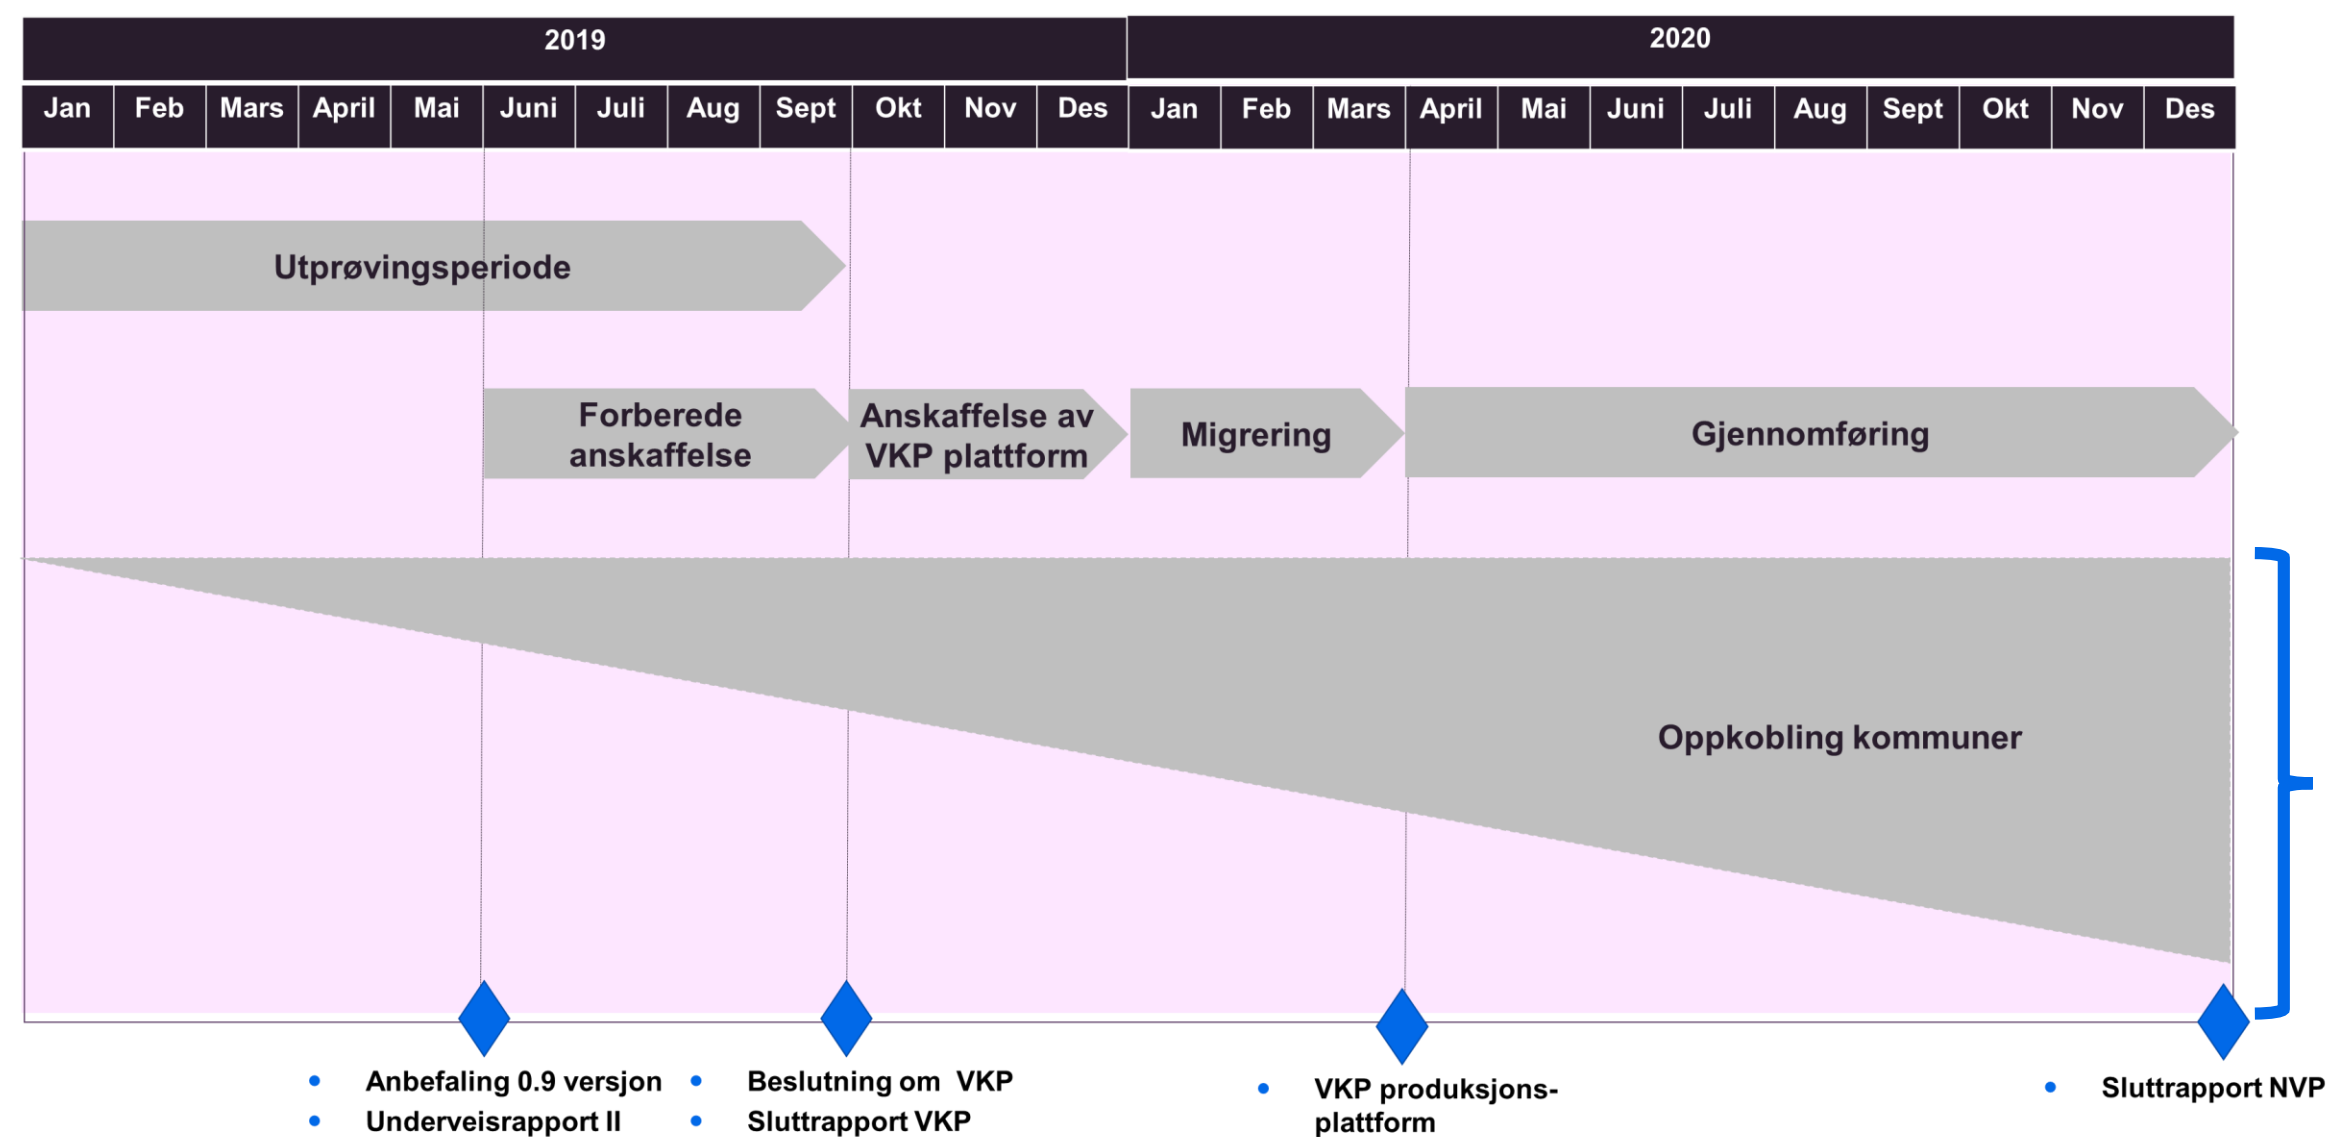 2019
2020
Jan Feb Mars April Mai Juni Juli Aug Sept Okt Nov Des Jan Feb Mars April Mai Juni Juli Aug Sept Okt Nov Des
Utprøvingsperiode
Forberede
anskaffelse
Anskaffelse av
VKP plattform
Migrering
Gjennomføring
Oppkobling kommuner
• Anbefaling 0.9 versjon
• Underveisrapport II
• Beslutning om VKP
• Sluttrapport VKP
• VKP produksjons-
plattform
• Sluttrapport NVP